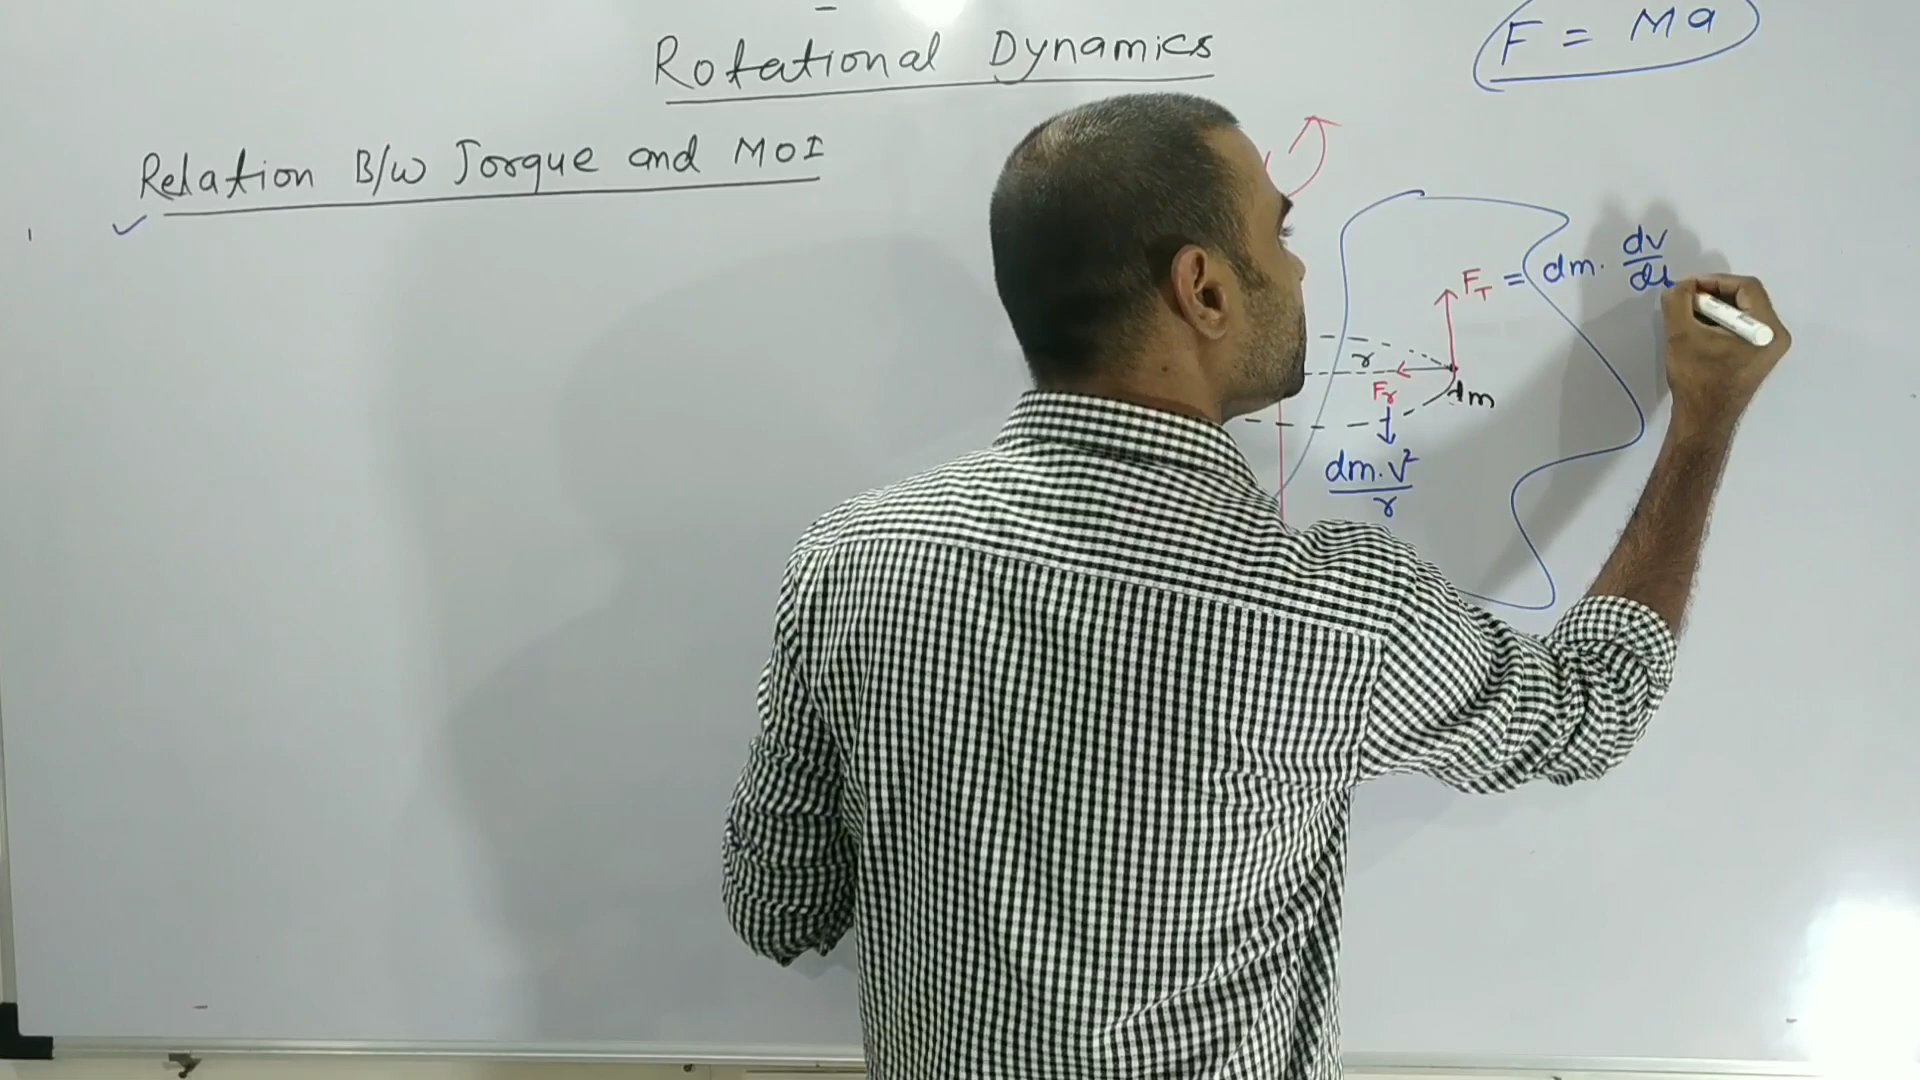 Rotational Dynamics
F = Ma
Relation B/w Torque and MOI
F_T = dm. dv/dt
r
F_r
dm
dm.v²/r